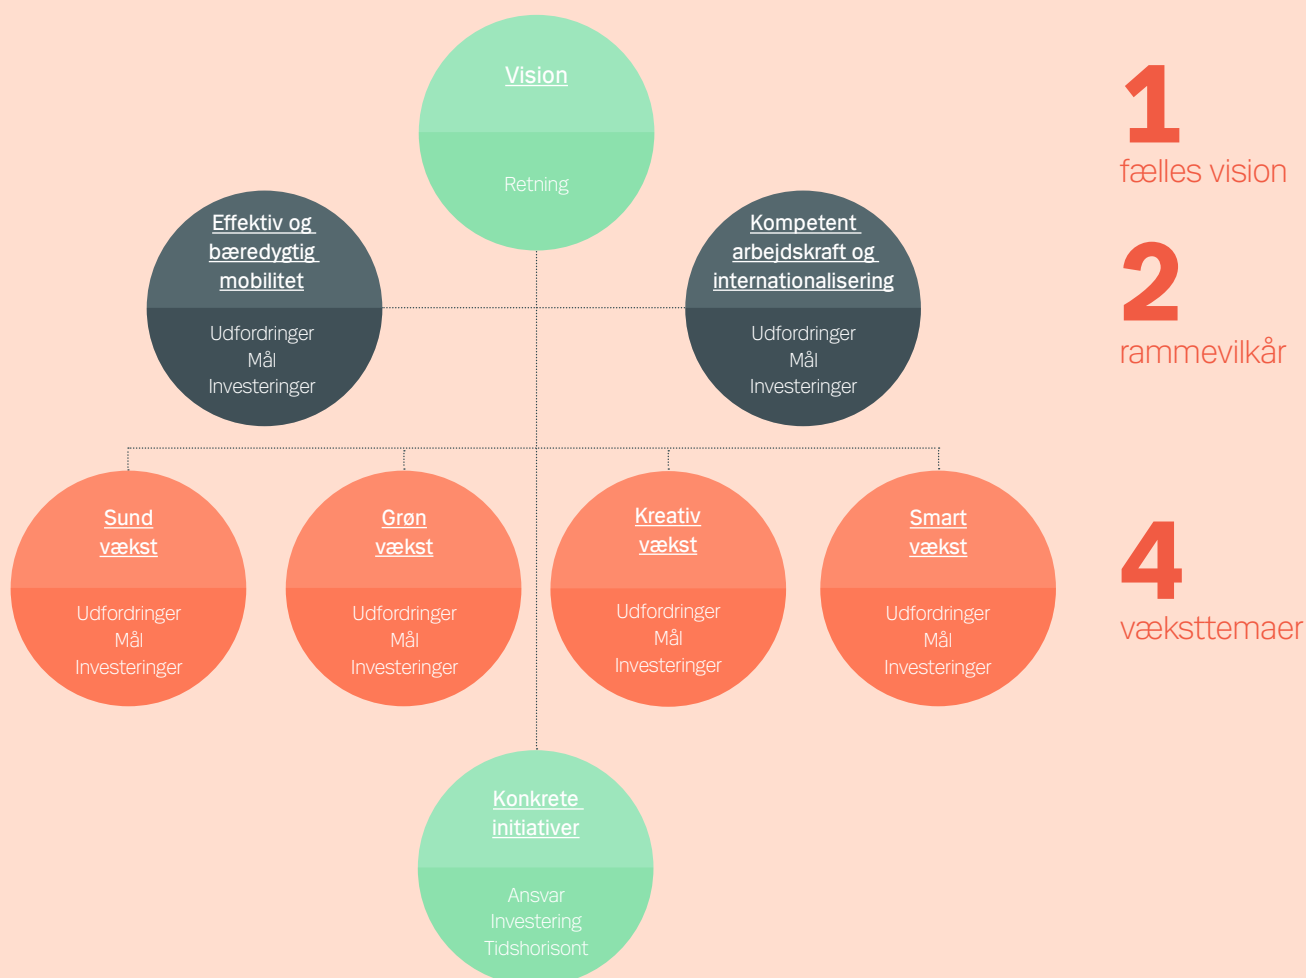 Vision
Retning
1
fælles vision
Effektiv og
bæredygtig
mobilitet
Udfordringer
Mål
Investeringer
Kompetent
arbejdskraft og
internationalisering
Udfordringer
Mål
Investeringer
2
rammevilkår
Sund
vækst
Udfordringer
Mål
Investeringer
Grøn
vækst
Udfordringer
Mål
Investeringer
Kreativ
vækst
Udfordringer
Mål
Investeringer
Smart
vækst
Udfordringer
Mål
Investeringer
4
væksttemaer
Konkrete
initiativer
Ansvar
Investering
Tidshorisont